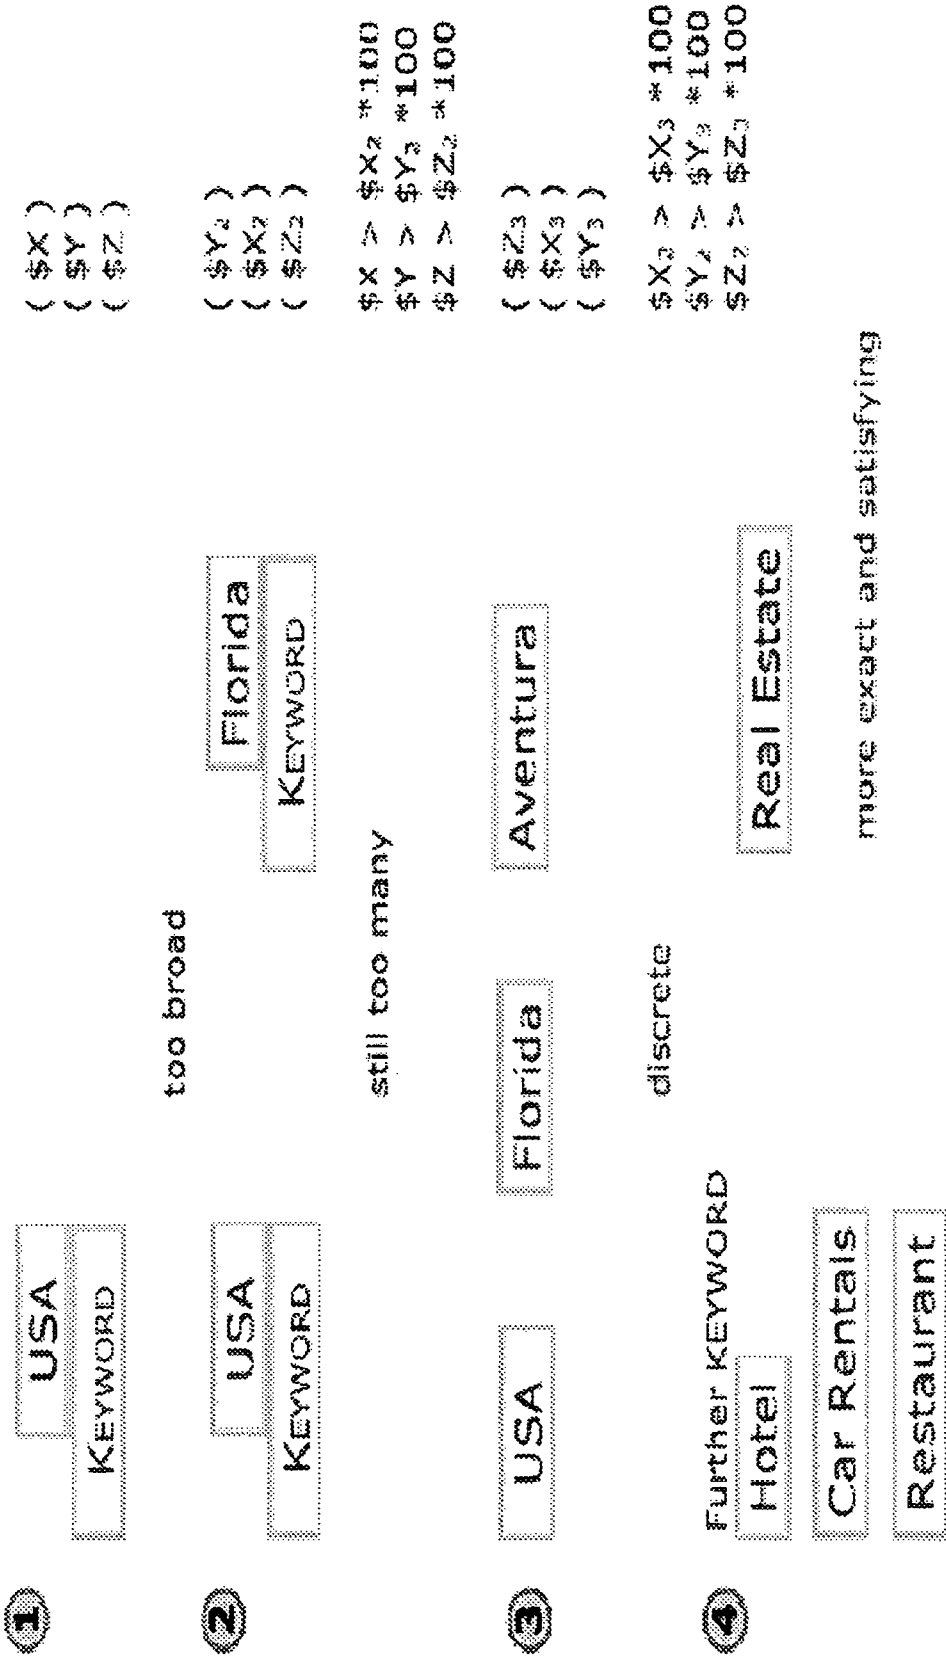 1 USA ( $X )
KEYWORD ( $Y )
( $Z )
too broad
2 USA Florida ( $Y₂ )
KEYWORD KEYWORD ( $X₂ )
( $Z₂ )
still too many $X > $X₂ *100
$Y > $Y₂ *100
$Z > $Z₂ *100
3 USA Florida Aventura ( $Z₃ )
( $X₃ )
( $Y₃ )
discrete $X₂ > $X₃ *100
$Y₂ > $Y₃ *100
$Z₂ > $Z₃ *100
4 Further KEYWORD
Hotel Real Estate
Car Rentals
more exact and satisfying
Restaurant